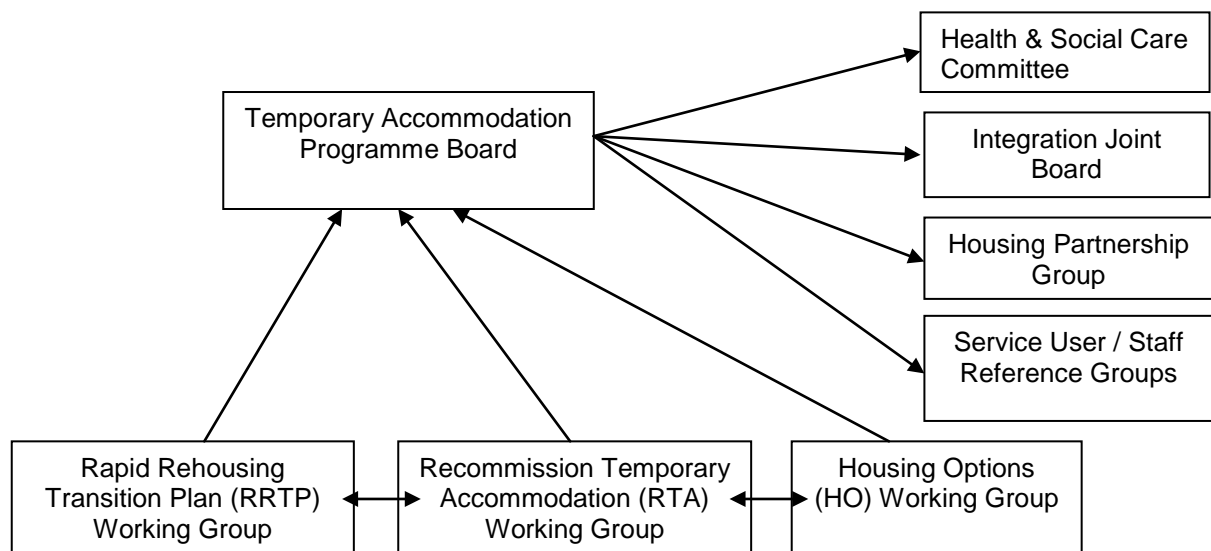 Health & Social Care
Committee
Temporary Accommodation
Programme Board
Integration Joint
Board
Housing Partnership
Group
Service User / Staff
Reference Groups
Rapid Rehousing
Transition Plan (RRTP)
Working Group
Recommission Temporary
Accommodation (RTA)
Working Group
Housing Options
(HO) Working Group